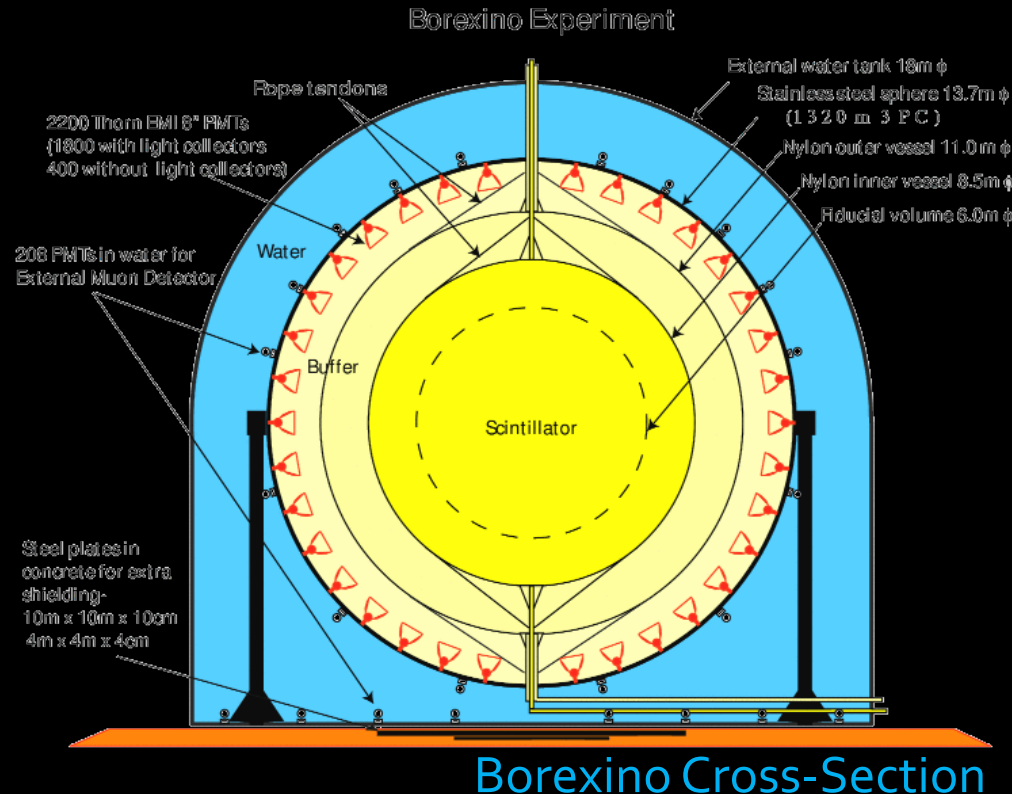 Borexino Experiment
External water tank 18m ϕ
Rope tendons
Stainless steel sphere 13.7m ϕ
(1320 m 3 PC)
2200 Thorn EMI 8" PMTs
(1800 with light collectors
400 without light collectors)
Nylon outer vessel 11.0 m ϕ
Nylon inner vessel 8.5m ϕ
Fiducial volume 6.0m ϕ
Water
208 PMTs in water for
External Muon Detector
Buffer
Scintillator
Steel plates in
concrete for extra
shielding-
10m x 10m x 10cm
4m x 4m x 4cm
Borexino Cross-Section